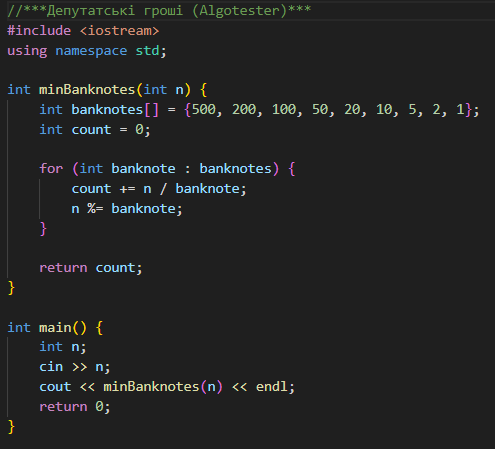 //***Депутатські гроші (Algotester)***
#include <iostream>
using namespace std;

int minBanknotes(int n) {
    int banknotes[] = {500, 200, 100, 50, 20, 10, 5, 2, 1};
    int count = 0;

    for (int banknote : banknotes) {
        count += n / banknote;
        n %= banknote;
    }

    return count;
}

int main() {
    int n;
    cin >> n;
    cout << minBanknotes(n) << endl;
    return 0;
}